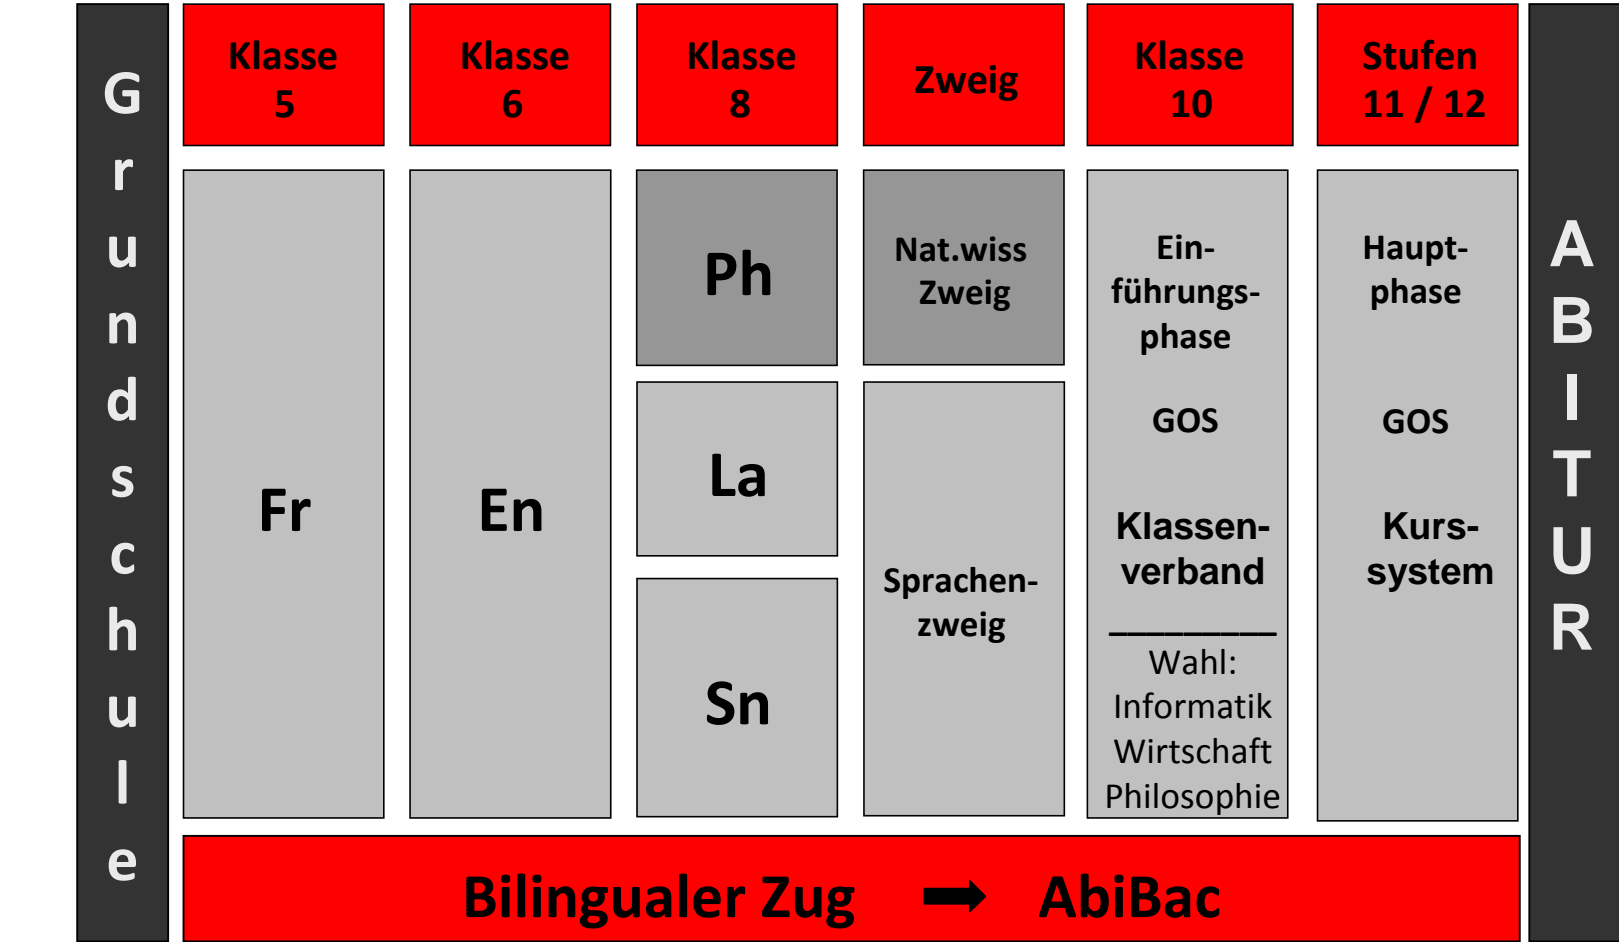 Grundschule
Klasse
5
Klasse
6
Klasse
8
Zweig
Klasse
10
Stufen
11 / 12
Fr
En
Ph
La
Sn
Nat.wiss
Zweig
Sprachen-
zweig
Ein-
führungs-
phase
GOS
Klassen-
verband
__________
Wahl:
Informatik
Wirtschaft
Philosophie
Haupt-
phase
GOS
Kurs-
system
ABITUR
Bilingualer Zug ➡ AbiBac